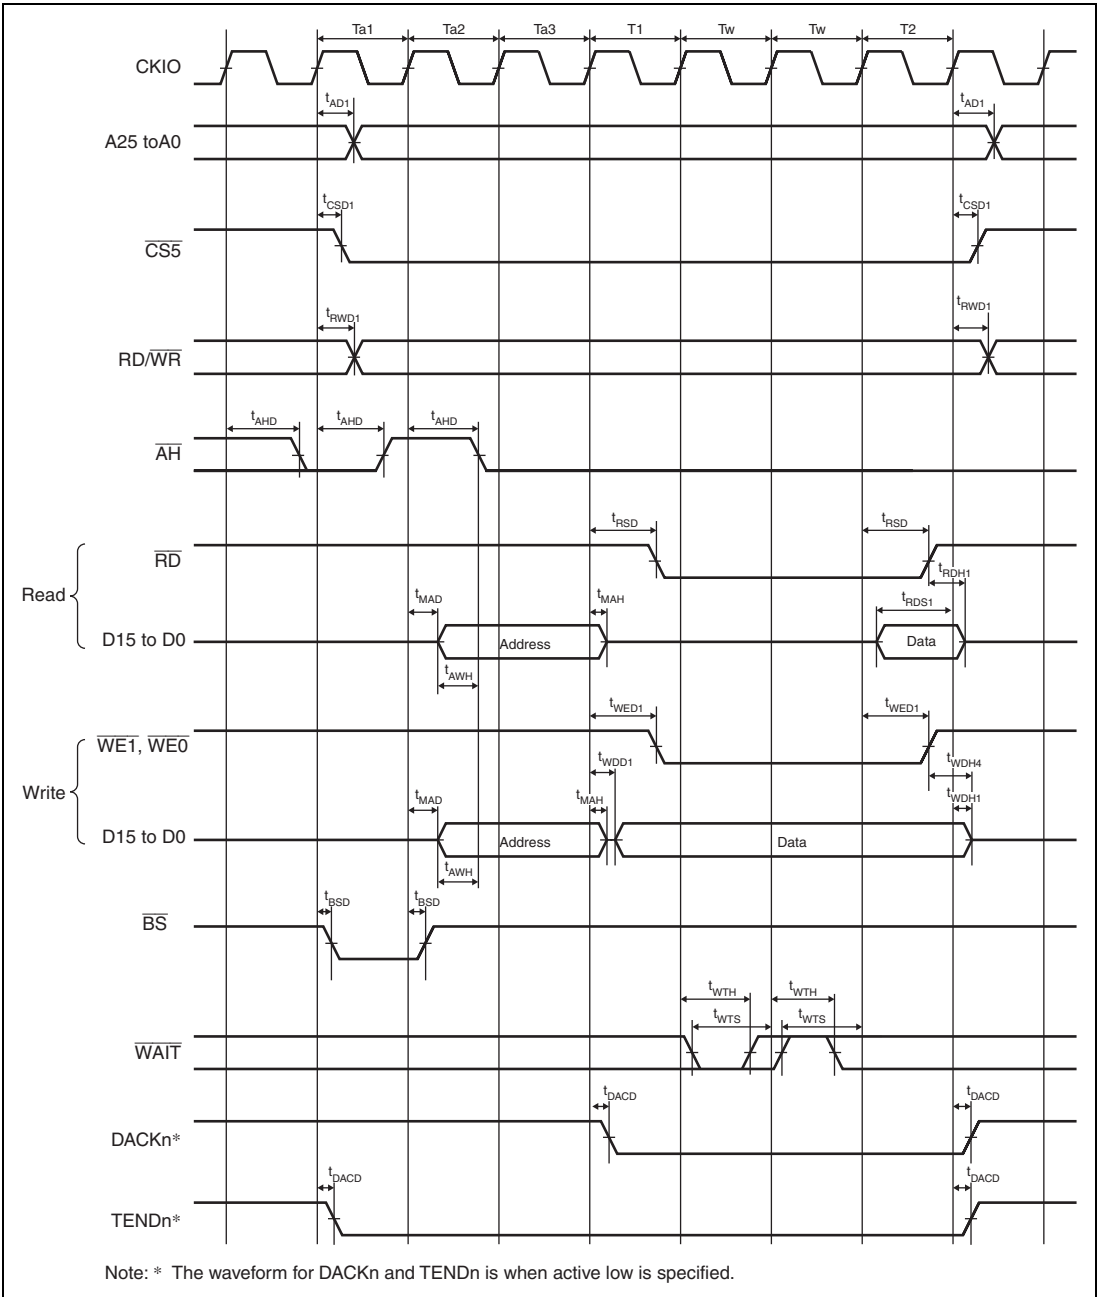 Ta1 Ta2 Ta3 T1 Tw Tw T2
CKIO
tAD1 tAD1
A25 toA0
tCSD1 tCSD1
CS5
tRWD1 tRWD1
RD/WR
tAHD tAHD tAHD
AH
tRSD tRSD
RD
tRDH1
Read
tMAD tMAH tRDS1
D15 to D0 Address Data
tAWH
tWED1 tWED1
WE1, WE0
tWDD1 tWDH4
Write
tMAD tMAH tWDH1
D15 to D0 Address Data
tAWH
tBSD tBSD
BS
tWTH tWTH
tWTS tWTS
WAIT
tDACD tDACD
DACKn*
tDACD tDACD
TENDn*
Note: * The waveform for DACKn and TENDn is when active low is specified.